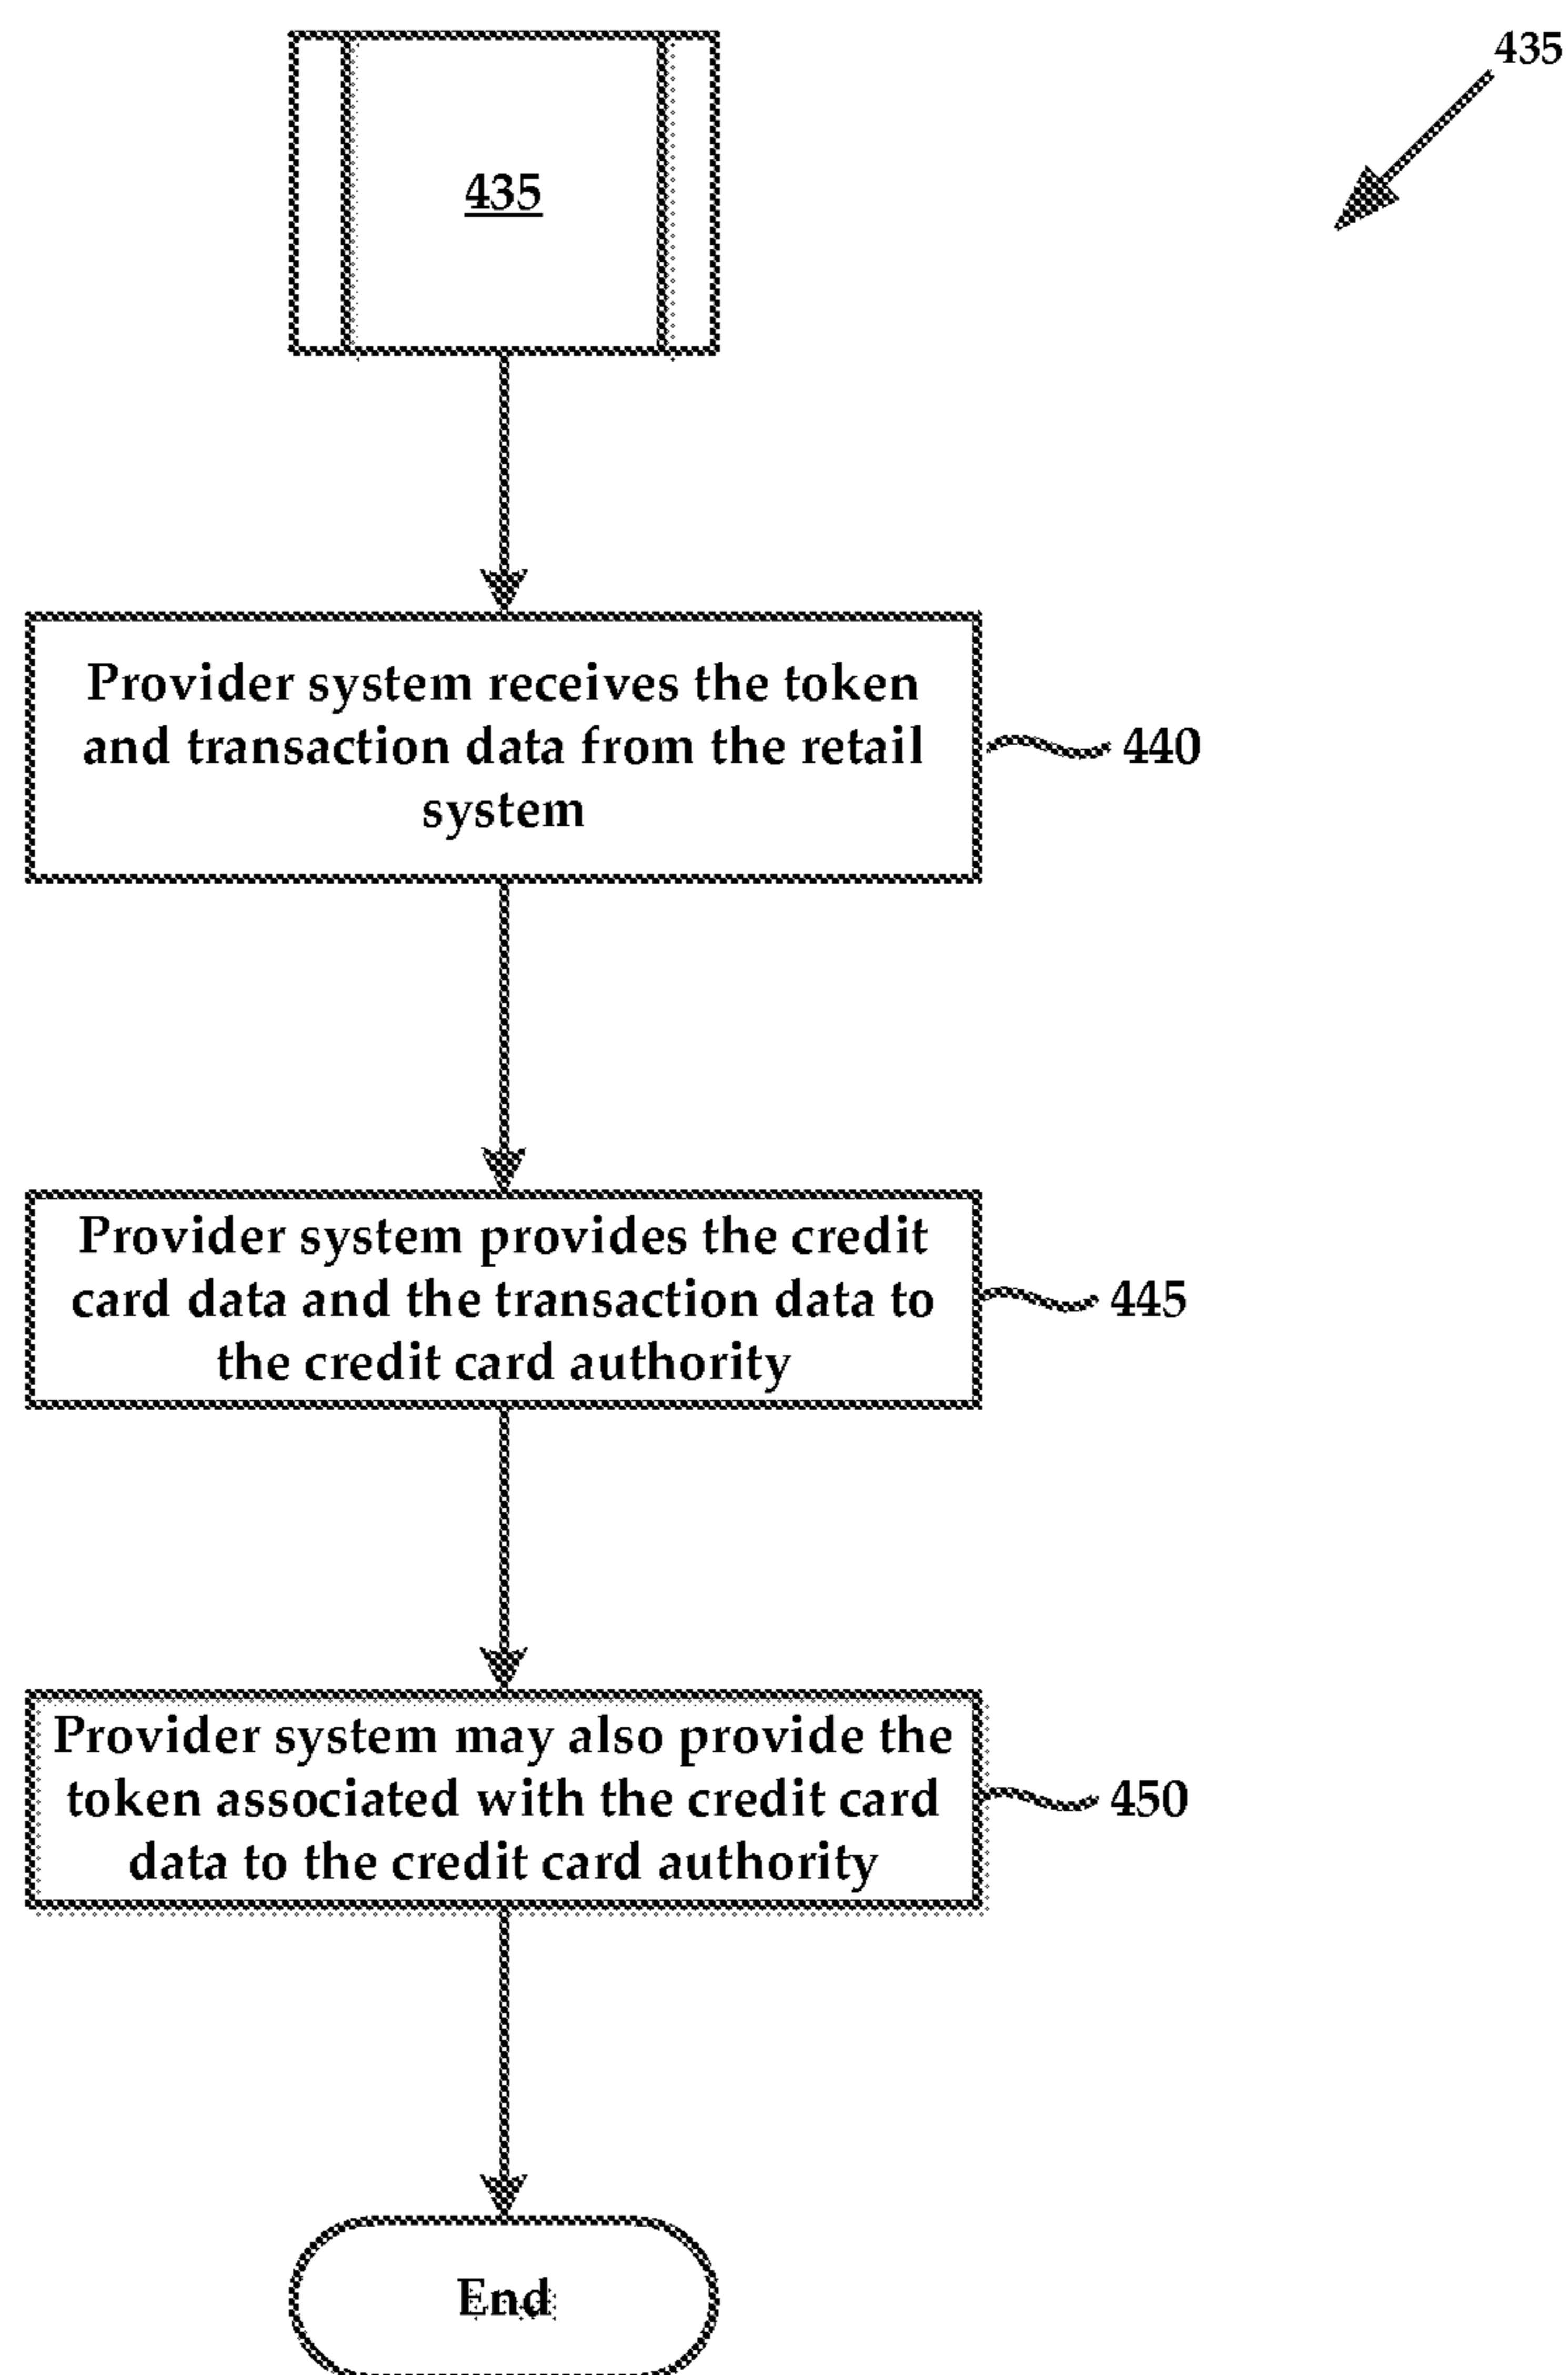 435
435
Provider system receives the token
and transaction data from the retail
system
440
Provider system provides the credit
card data and the transaction data to
the credit card authority
445
Provider system may also provide the
token associated with the credit card
data to the credit card authority
450
End